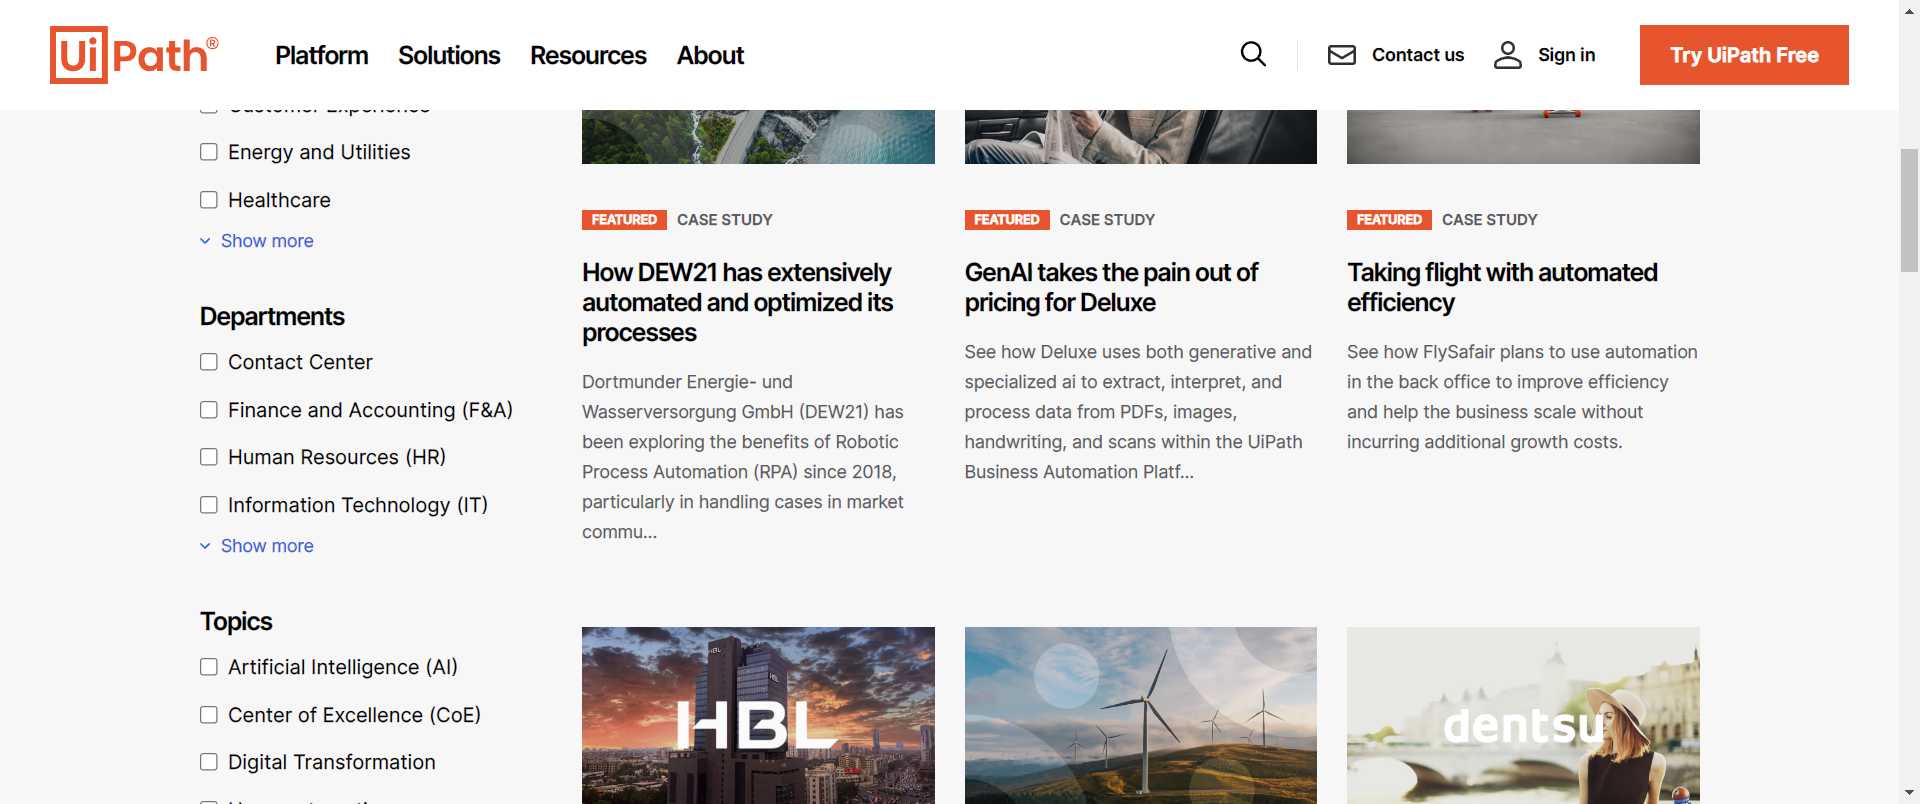 UiPath®
Platform
Solutions
Resources
About
Contact us
Sign in
Try UiPath Free
Customer Experience
Energy and Utilities
Healthcare
Show more
Departments
Contact Center
Finance and Accounting (F&A)
Human Resources (HR)
Information Technology (IT)
Show more
Topics
Artificial Intelligence (AI)
Center of Excellence (CoE)
Digital Transformation
FEATURED CASE STUDY
How DEW21 has extensively
automated and optimized its
processes
Dortmunder Energie- und
Wasserversorgung GmbH (DEW21) has
been exploring the benefits of Robotic
Process Automation (RPA) since 2018,
particularly in handling cases in market
commu...
FEATURED CASE STUDY
GenAI takes the pain out of
pricing for Deluxe
See how Deluxe uses both generative and
specialized ai to extract, interpret, and
process data from PDFs, images,
handwriting, and scans within the UiPath
Business Automation Platf...
FEATURED CASE STUDY
Taking flight with automated
efficiency
See how FlySafair plans to use automation
in the back office to improve efficiency
and help the business scale without
incurring additional growth costs.
HBL
HBL
HBL
dentsu